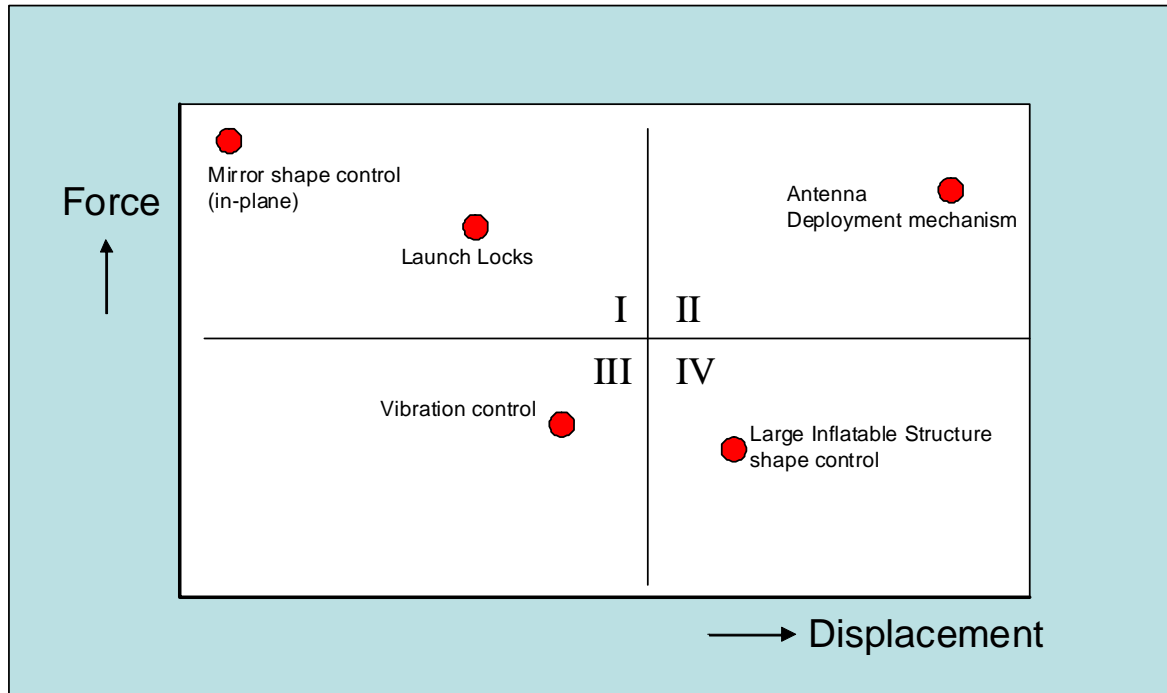 Force
Mirror shape control
(in-plane)
Launch Locks
Antenna
Deployment mechanism
I
II
III
IV
Vibration control
Large Inflatable Structure
shape control
Displacement